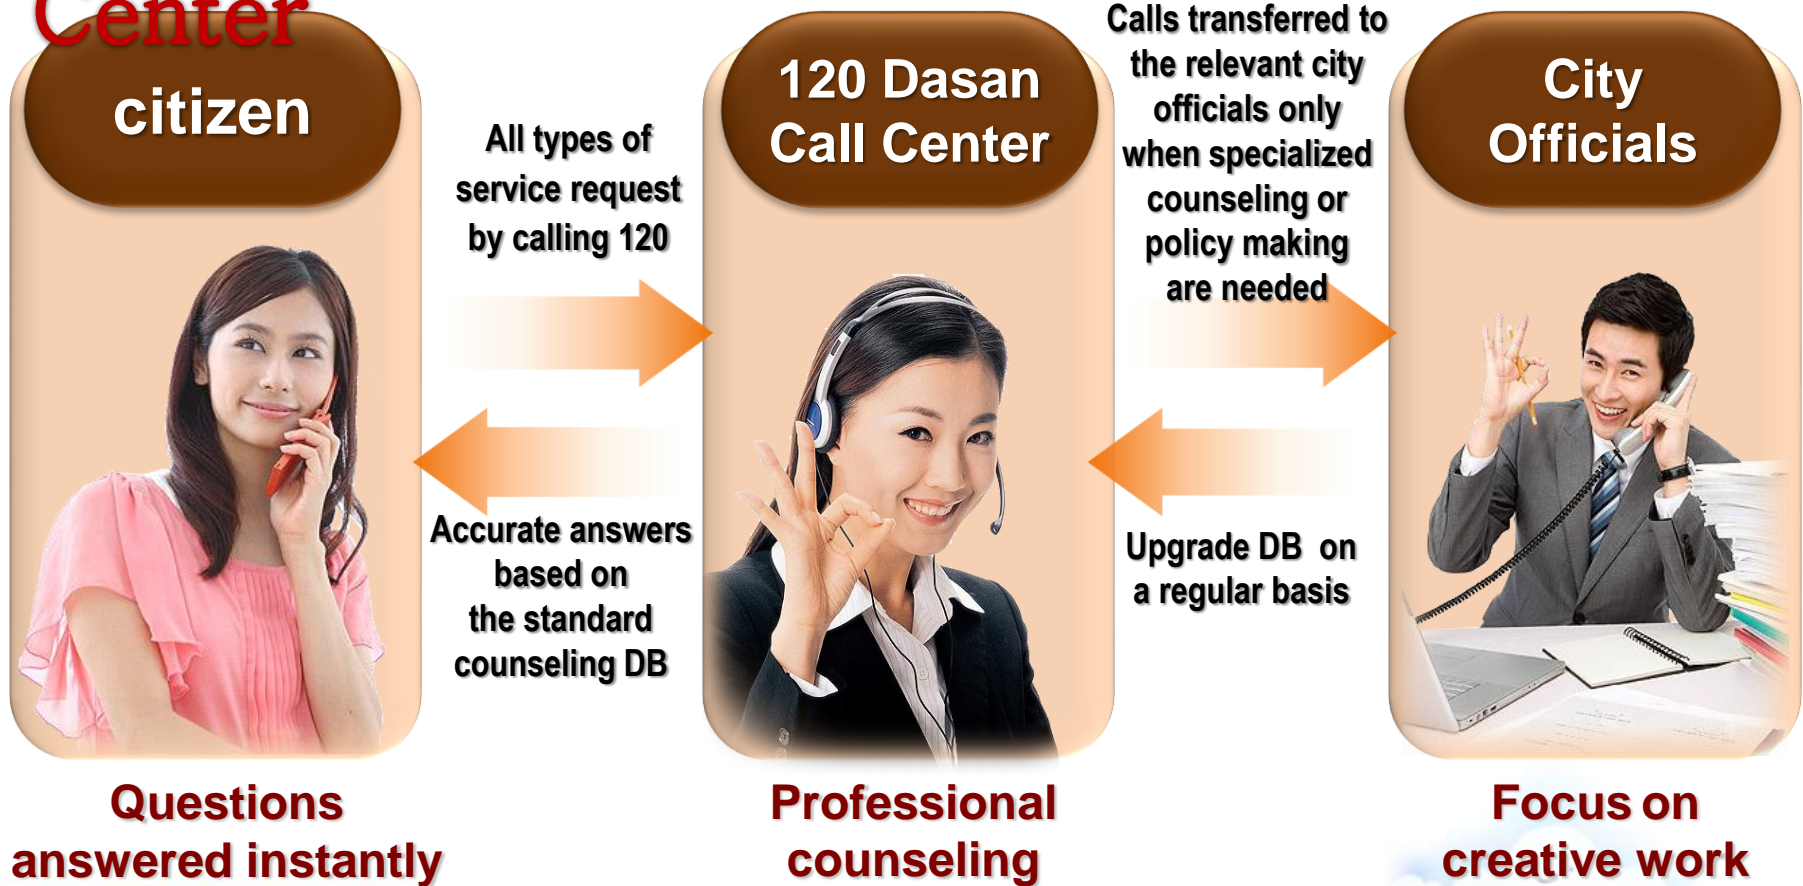 Center
citizen
All types of
service request
by calling 120
Accurate answers
based on
the standard
counseling DB
120 Dasan
Call Center
Calls transferred to
the relevant city
officials only
when specialized
counseling or
policy making
are needed
Upgrade DB on
a regular basis
City
Officials
Questions
answered instantly
Professional
counseling
Focus on
creative work